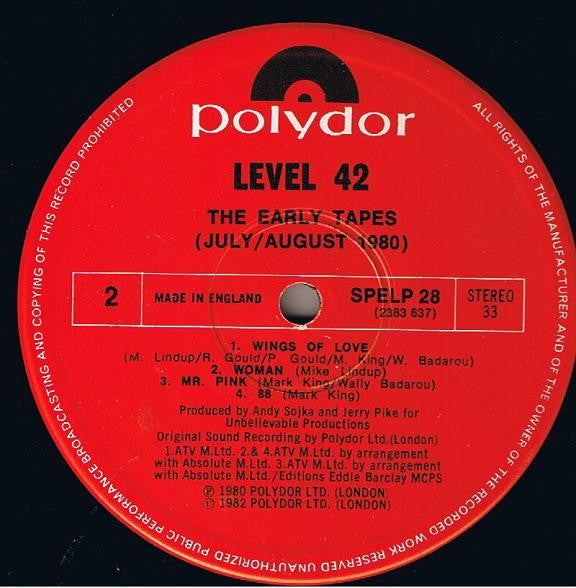 polydor
LEVEL 42
THE EARLY TAPES
(JULY/AUGUST 1980)
2
MADE IN ENGLAND
SPELP 28
(2383 637)
STEREO
33
1. WINGS OF LOVE
(M. Lindup/R. Gould/P Gould/M. King/W. Badarou)
2. WOMAN (Mike Lindup)
3. MR. PINK (Mark King/Wally Badarou)
4. 88 (Mark King)
Produced by Andy Sojka and Jerry Pike for
Unbelievable Productions
Original Sound Recording by Polydor Ltd.(London)
1.ATV M.Ltd. 2.& 4.ATV M.Ltd. by arrangement
with Absolute M.Ltd. 3.ATV M.Ltd. by arrangement
with Absolute M.Ltd./Editions Eddie Barclay MCPS
℗ 1980 POLYDOR LTD. (LONDON)
℗ 1982 POLYDOR LTD. (LONDON)
ALL RIGHTS OF THE MANUFACTURER AND OF THE OWNER OF THE RECORDED WORK RESERVED UNAUTHORIZED PUBLIC PERFORMANCE BROADCASTING AND COPYING OF THIS RECORD PROHIBITED